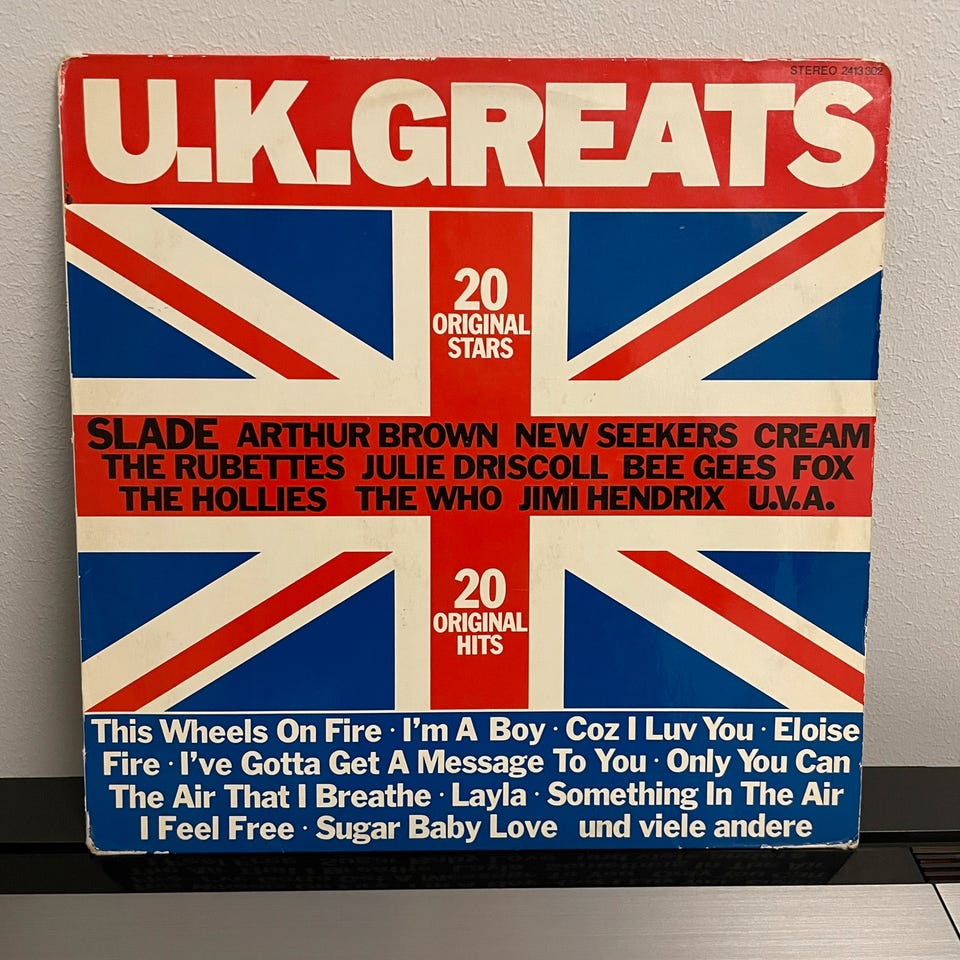 STEREO 2413 302
U.K.GREATS
20
ORIGINAL
STARS
SLADE ARTHUR BROWN NEW SEEKERS CREAM
THE RUBETTES JULIE DRISCOLL BEE GEES FOX
THE HOLLIES THE WHO JIMI HENDRIX U.V.A.
20
ORIGINAL
HITS
This Wheels On Fire · I'm A Boy · Coz I Luv You · Eloise
Fire · I've Gotta Get A Message To You · Only You Can
The Air That I Breathe · Layla · Something In The Air
I Feel Free · Sugar Baby Love und viele andere